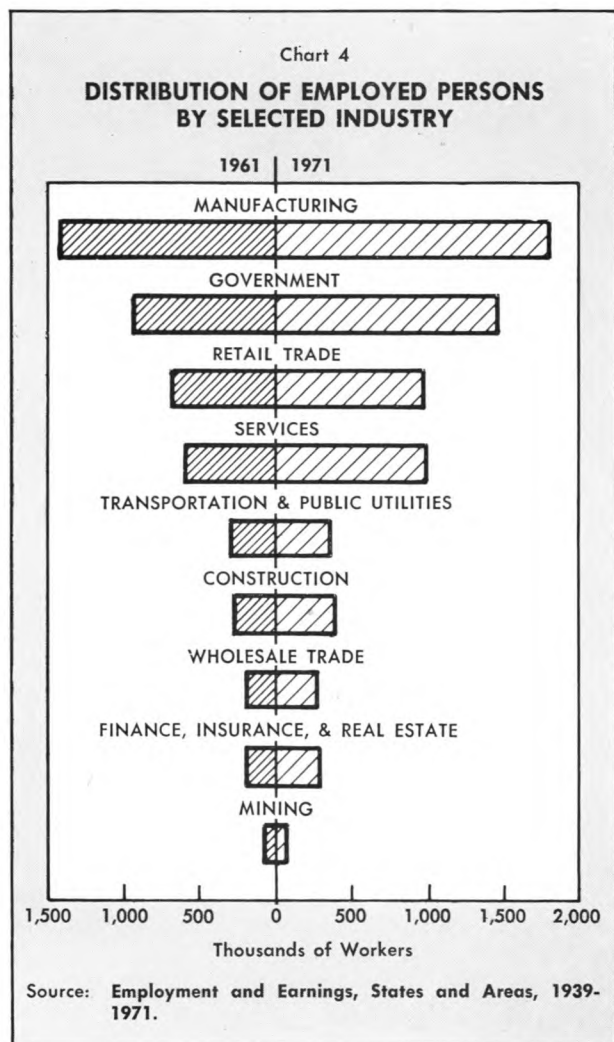 Chart 4
DISTRIBUTION OF EMPLOYED PERSONS
BY SELECTED INDUSTRY
1961 1971
MANUFACTURING
GOVERNMENT
RETAIL TRADE
SERVICES
TRANSPORTATION & PUBLIC UTILITIES
CONSTRUCTION
WHOLESALE TRADE
FINANCE, INSURANCE, & REAL ESTATE
MINING
1,500 1,000 500 0 500 1,000 1,500 2,000
Thousands of Workers
Source: Employment and Earnings, States and Areas, 1939-
1971.